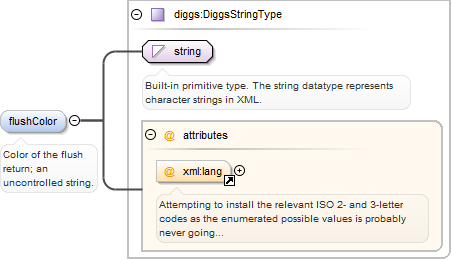 diggs:DiggsStringType
string
Built-in primitive type. The string datatype represents
character strings in XML.
flushColor
Color of the flush
return; an
uncontrolled string.
@ attributes
@ xml:lang
Attempting to install the relevant ISO 2- and 3-letter
codes as the enumerated possible values is probably
never going...